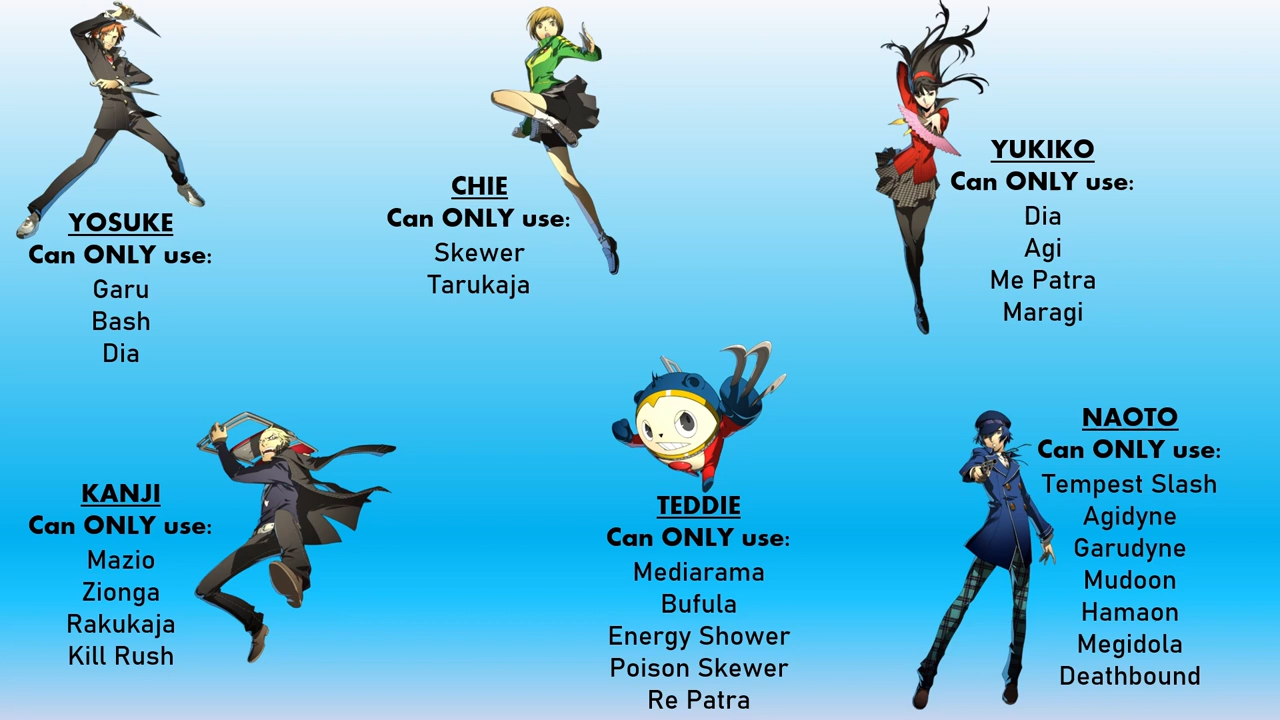 YOSUKE
Can ONLY use:
Garu
Bash
Dia
CHIE
Can ONLY use:
Skewer
Tarukaja
YUKIKO
Can ONLY use:
Dia
Agi
Me Patra
Maragi
KANJI
Can ONLY use:
Mazio
Zionga
Rakukaja
Kill Rush
TEDDIE
Can ONLY use:
Mediarama
Bufula
Energy Shower
Poison Skewer
Re Patra
NAOTO
Can ONLY use:
Tempest Slash
Agidyne
Garudyne
Mudoon
Hamaon
Megidola
Deathbound